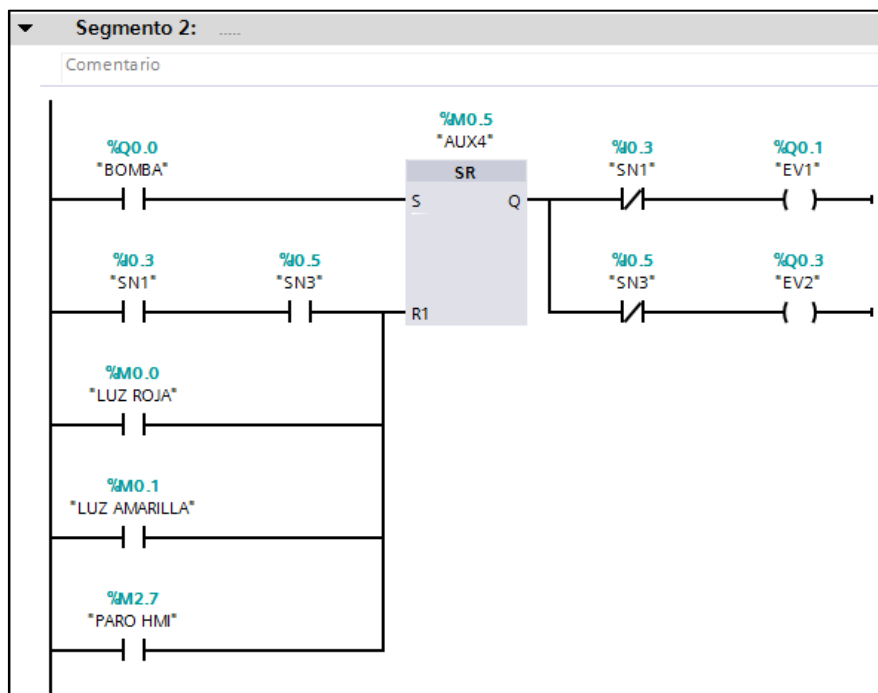 Segmento 2: .....
Comentario
%M0.5
"AUX4"
%Q0.0
"BOMBA"
SR
S
Q
%I0.3
"SN1"
%Q0.1
"EV1"
%I0.3
"SN1"
%I0.5
"SN3"
R1
%I0.5
"SN3"
%Q0.3
"EV2"
%M0.0
"LUZ ROJA"
%M0.1
"LUZ AMARILLA"
%M2.7
"PARO HMI"